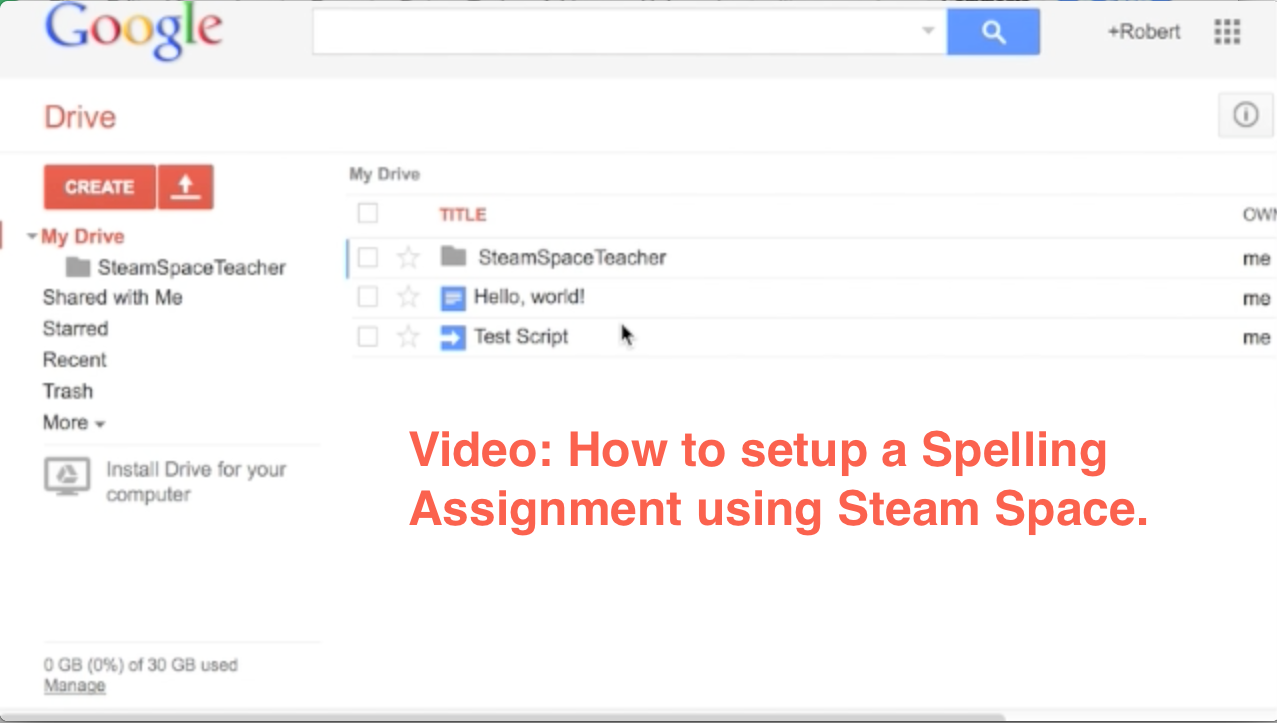 Google
+Robert
Drive
CREATE
My Drive
SteamSpaceTeacher
Shared with Me
Starred
Recent
Trash
More
Install Drive for your
computer
0 GB (0%) of 30 GB used
Manage
My Drive
TITLE
OWN
SteamSpaceTeacher
me
Hello, world!
me
Test Script
me
Video: How to setup a Spelling
Assignment using Steam Space.